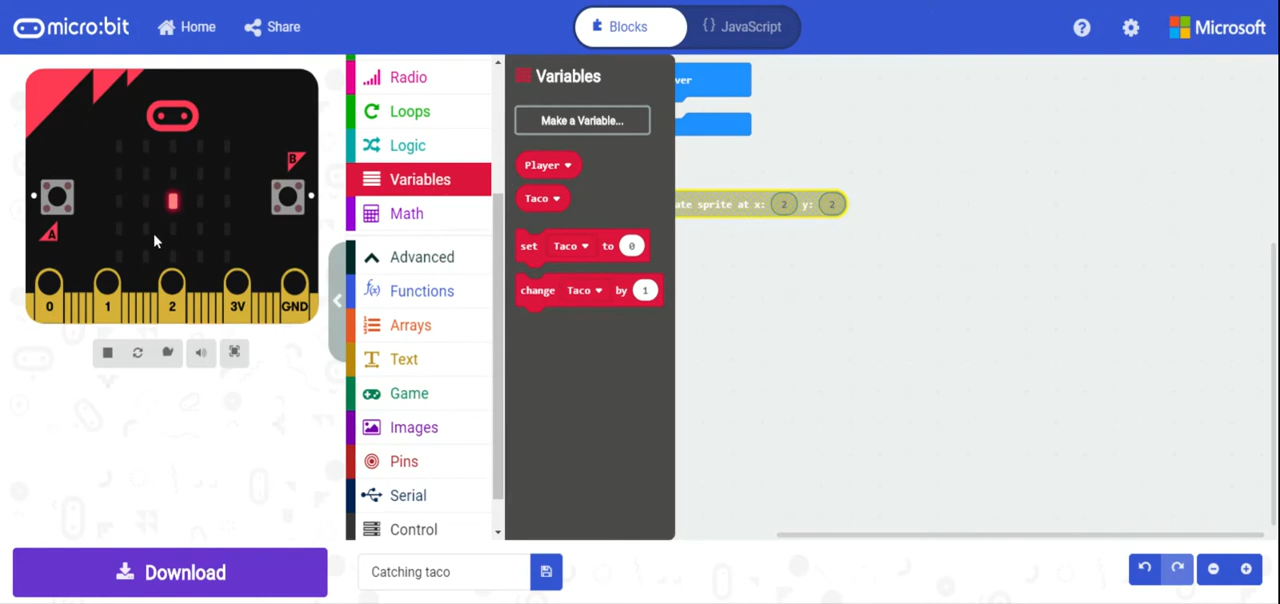 micro:bit
Home
Share
Blocks
{} JavaScript
?
Microsoft
A
B
0 1 2 3V GND
Radio
Loops
Logic
Variables
Math
Advanced
f(x) Functions
Arrays
Text
Game
Images
Pins
Serial
Control
Variables
Make a Variable...
Player
Taco
set Taco to 0
change Taco by 1
ver
ate sprite at x: 2 y: 2
Download
Catching taco